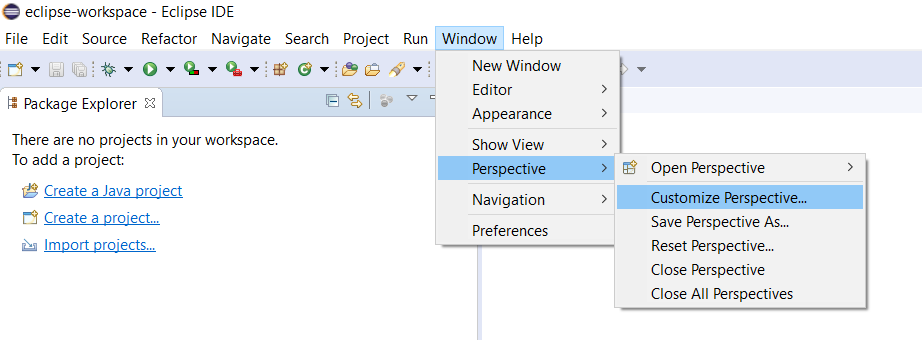 eclipse-workspace - Eclipse IDE
File Edit Source Refactor Navigate Search Project Run Window Help
Package Explorer
There are no projects in your workspace.
To add a project:
Create a Java project
Create a project...
Import projects...
New Window
Editor
Appearance
Show View
Perspective
Navigation
Preferences
Open Perspective
Customize Perspective...
Save Perspective As...
Reset Perspective...
Close Perspective
Close All Perspectives